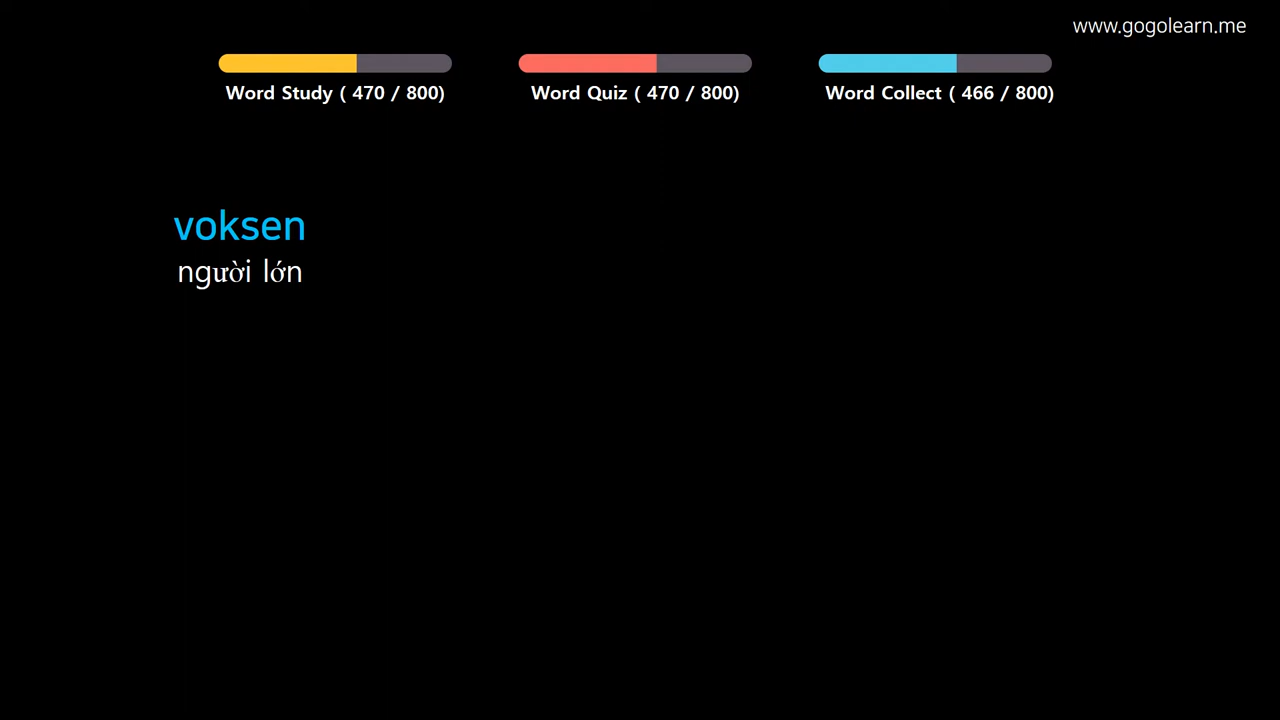 www.gogolearn.me
Word Study ( 470 / 800)
Word Quiz ( 470 / 800)
Word Collect ( 466 / 800)
voksen
người lớn